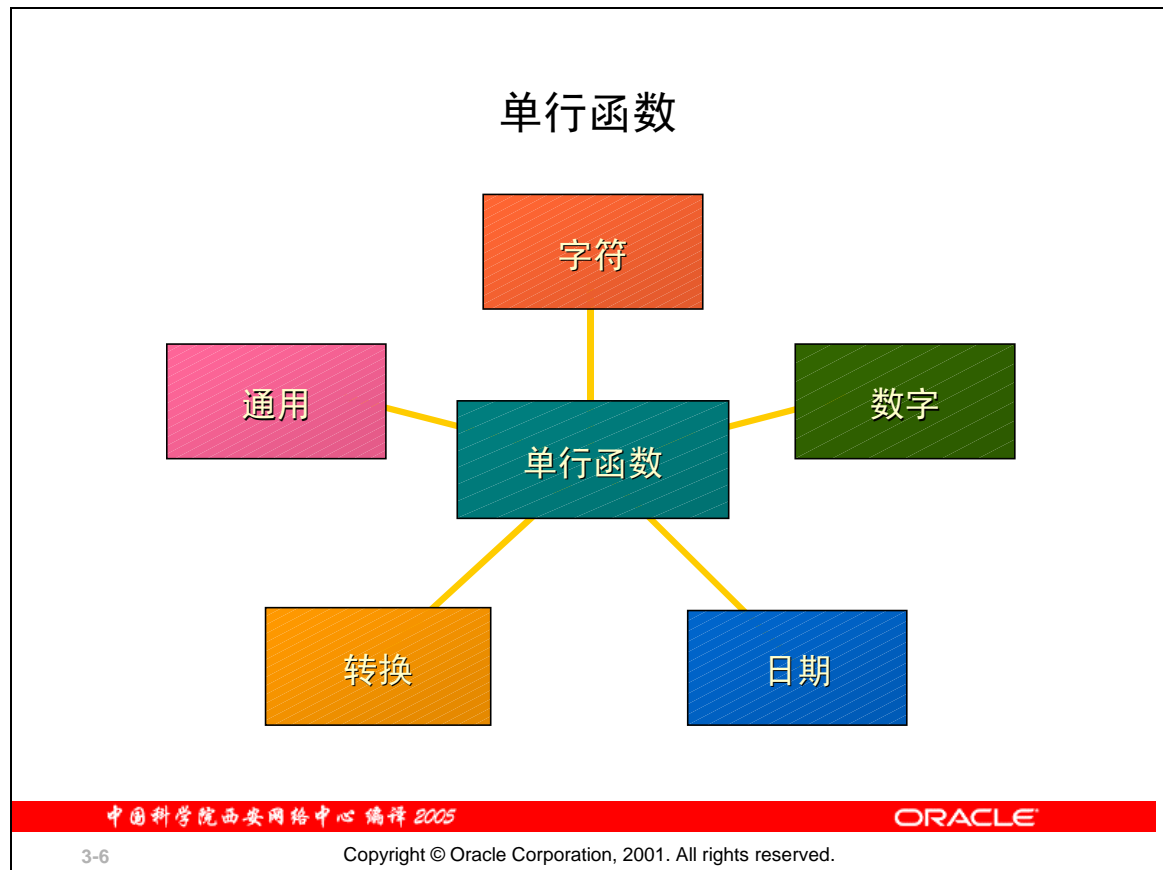 单行函数
字符
通用
数字
单行函数
转换
日期
中国科学院西安网络中心 编译 2005
ORACLE
3-6
Copyright © Oracle Corporation, 2001. All rights reserved.